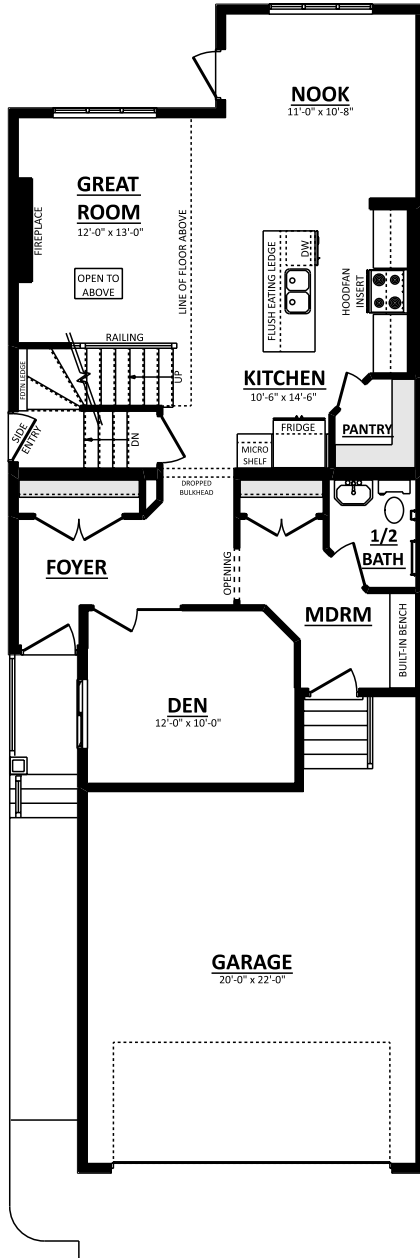 NOOK
11'-0" x 10'-8"
GREAT
ROOM
12'-0" x 13'-0"
FIREPLACE
OPEN TO
ABOVE
LINE OF FLOOR ABOVE
FLUSH EATING LEDGE
DW
HOODFAN
INSERT
RAILING
UP
FDTN LEDGE
KITCHEN
10'-6" x 14'-6"
SIDE
ENTRY
DN
FRIDGE
PANTRY
MICRO
SHELF
DROPPED
BULKHEAD
1/2
BATH
FOYER
OPENING
MDRM
BUILT-IN BENCH
DEN
12'-0" x 10'-0"
GARAGE
20'-0" x 22'-0"